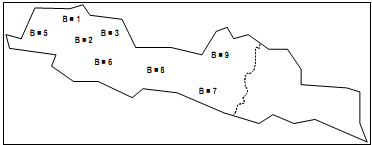 B ■ 1
B ■ 5
B ■ 3
B ■ 2
B ■ 9
B ■ 6
B ■ 8
B ■ 7